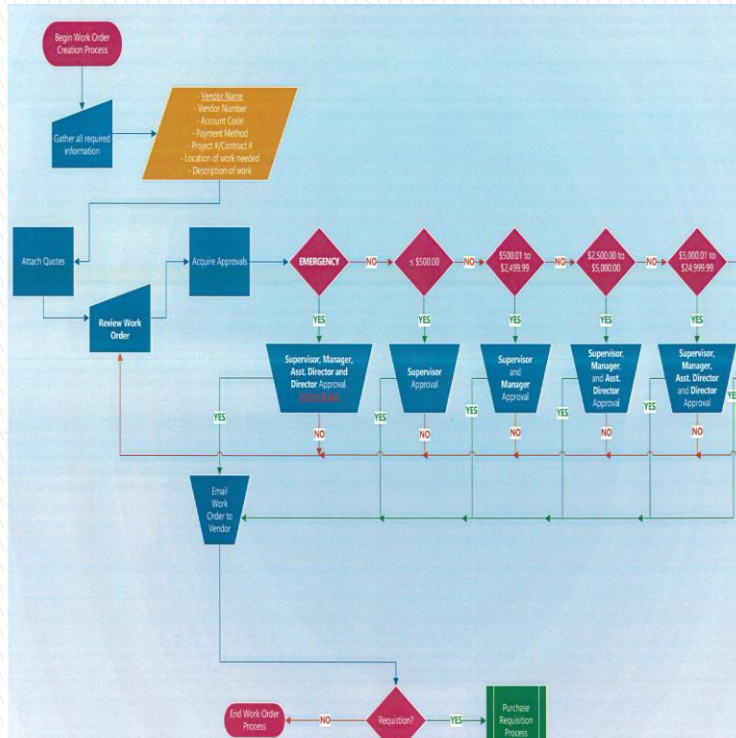 Begin Work Order
Creation Process
Gather all required
information
- Vendor Name
- Vendor Number
- Account Code
- Payment Method
- Project #/Contract #
- Location of work needed
- Description of work
Attach Quotes
Review Work
Order
Acquire Approvals
EMERGENCY
NO
≤ $500.00
NO
$500.01 to
$2,499.99
NO
$2,500.00 to
$5,000.00
NO
$5,000.01 to
$24,999.99
YES
YES
YES
YES
YES
Supervisor, Manager,
Asst. Director and
Director Approval.
Supervisor
Approval
Supervisor
and
Manager
Approval
Supervisor,
Manager,
and Asst.
Director
Approval
Supervisor,
Manager,
Asst. Director
and Director
Approval
YES
YES
YES
YES
YES
YES
NO
NO
NO
NO
NO
Email
Work
Order to
Vendor
End Work Order
Process
NO
Requistion?
YES
Purchase
Requisition
Process